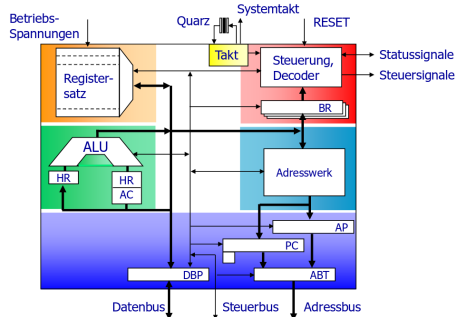 Betriebs-
Spannungen
Quarz
Systemtakt
RESET
Takt
Register-
satz
Steuerung,
Decoder
Statussignale
Steuersignale
BR
ALU
HR
HR
AC
Adresswerk
AP
PC
DBP
ABT
Datenbus
Steuerbus
Adressbus